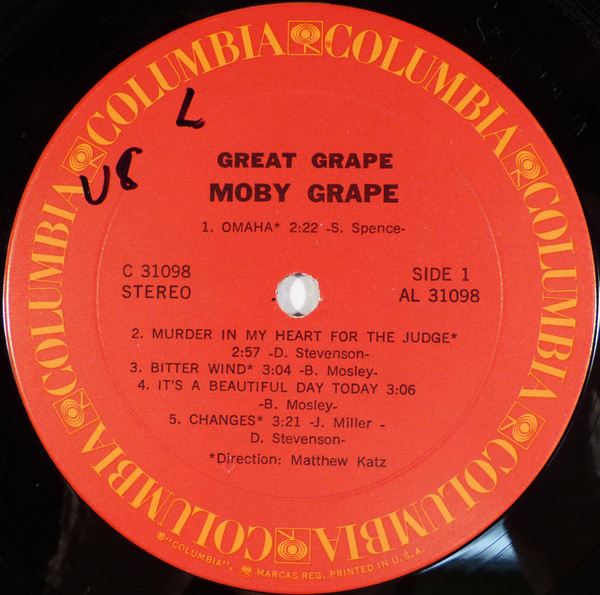 COLUMBIA COLUMBIA COLUMBIA COLUMBIA COLUMBIA COLUMBIA COLUMBIA
L
U8
GREAT GRAPE
MOBY GRAPE
1. OMAHA* 2:22 -S. Spence-
C 31098
STEREO
SIDE 1
AL 31098
2. MURDER IN MY HEART FOR THE JUDGE*
2:57 -D. Stevenson-
3. BITTER WIND* 3:04 -B. Mosley-
4. IT'S A BEAUTIFUL DAY TODAY 3:06
-B. Mosley-
5. CHANGES* 3:21 -J. Miller -
D. Stevenson-
*Direction: Matthew Katz
®"COLUMBIA", MARCAS REG. PRINTED IN U.S.A.